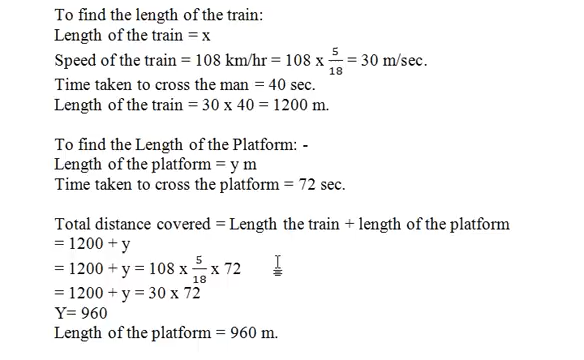 To find the length of the train:
Length of the train = x
Speed of the train = 108 km/hr = 108 x 5/18 = 30 m/sec.
Time taken to cross the man = 40 sec.
Length of the train = 30 x 40 = 1200 m.
To find the Length of the Platform: -
Length of the platform = y m
Time taken to cross the platform = 72 sec.
Total distance covered = Length the train + length of the platform
= 1200 + y
= 1200 + y = 108 x 5/18 x 72
= 1200 + y = 30 x 72
Y= 960
Length of the platform = 960 m.